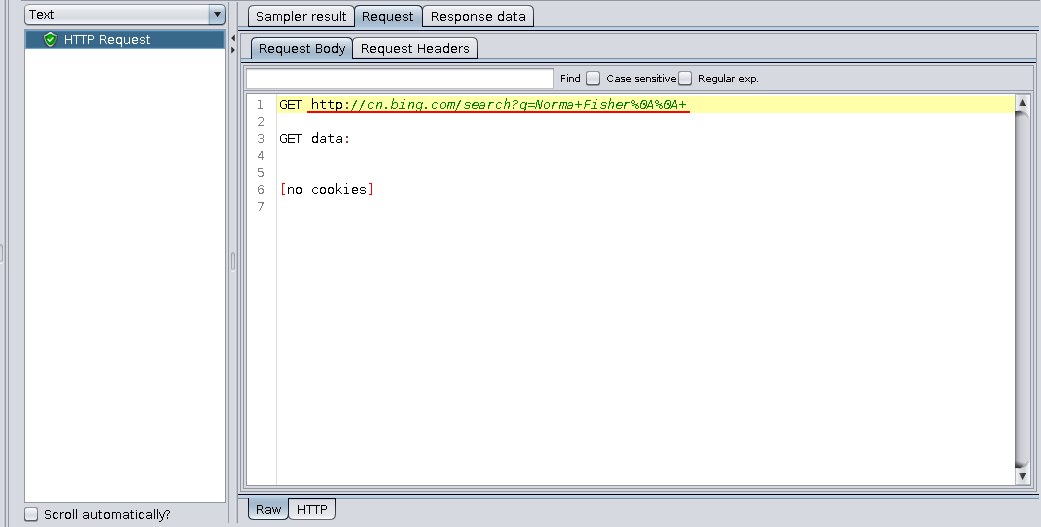 Text
HTTP Request
Scroll automatically?
Sampler result Request Response data
Request Body Request Headers
Find Case sensitive Regular exp.
1 GET http://cn.bing.com/search?q=Norma+Fisher%0A%0A+
2
3 GET data:
4
5
6 [no cookies]
7
Raw HTTP